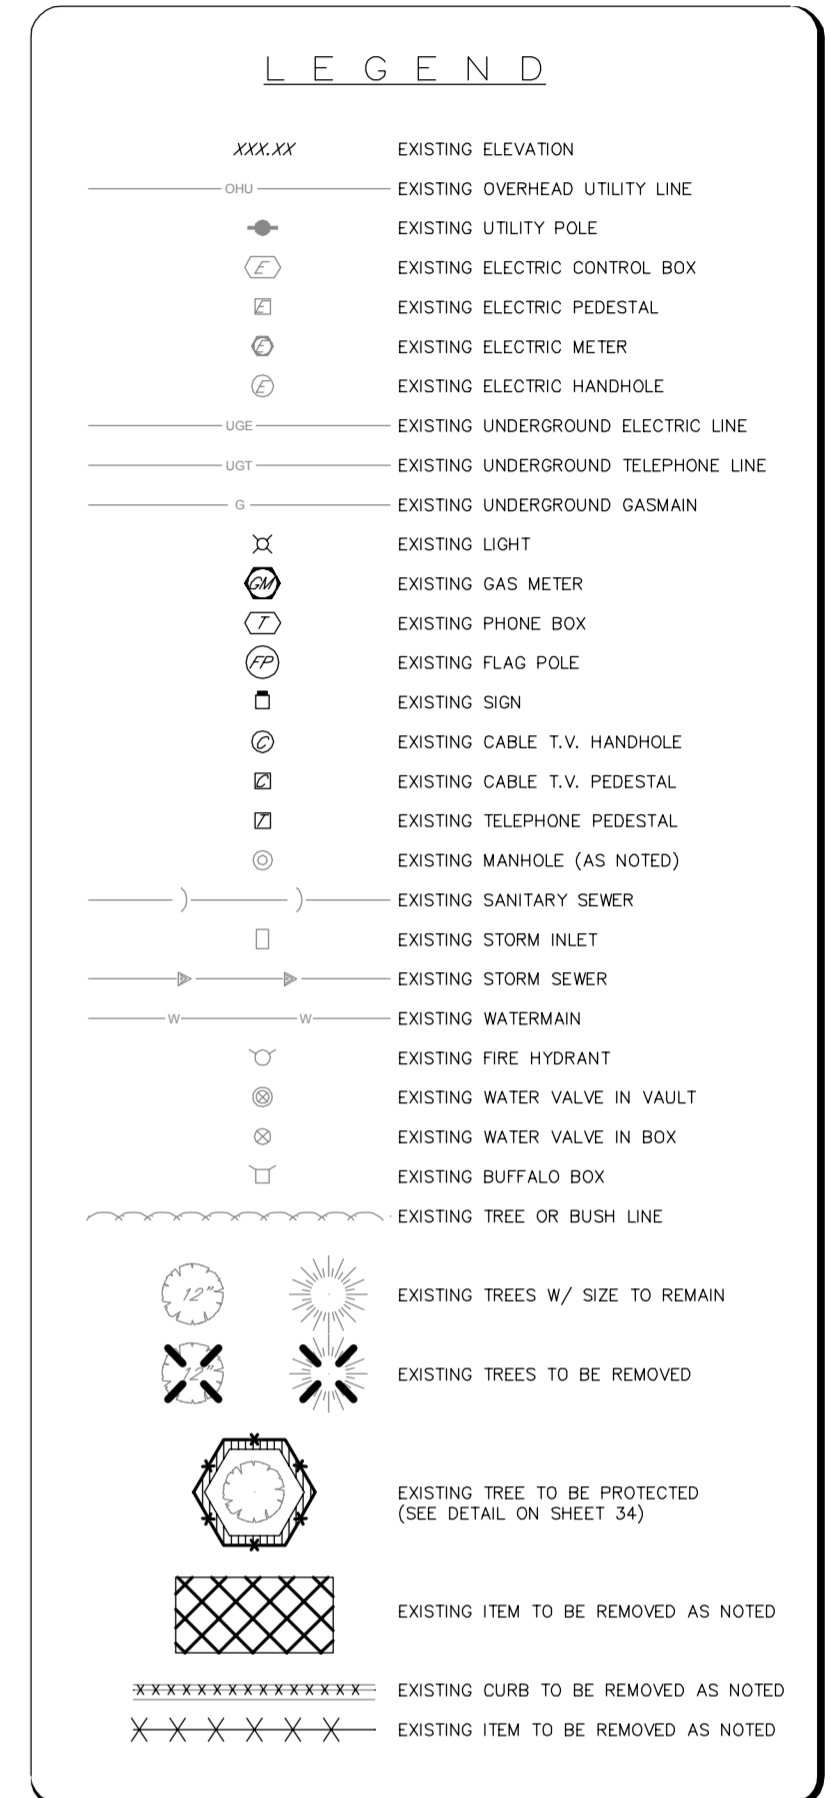 LEGEND
XXX.XX EXISTING ELEVATION
OHU EXISTING OVERHEAD UTILITY LINE
EXISTING UTILITY POLE
E EXISTING ELECTRIC CONTROL BOX
E EXISTING ELECTRIC PEDESTAL
E EXISTING ELECTRIC METER
E EXISTING ELECTRIC HANDHOLE
UGE EXISTING UNDERGROUND ELECTRIC LINE
UGT EXISTING UNDERGROUND TELEPHONE LINE
G EXISTING UNDERGROUND GASMAIN
EXISTING LIGHT
GM EXISTING GAS METER
T EXISTING PHONE BOX
FP EXISTING FLAG POLE
EXISTING SIGN
C EXISTING CABLE T.V. HANDHOLE
C EXISTING CABLE T.V. PEDESTAL
T EXISTING TELEPHONE PEDESTAL
EXISTING MANHOLE (AS NOTED)
EXISTING SANITARY SEWER
EXISTING STORM INLET
EXISTING STORM SEWER
W W EXISTING WATERMAIN
EXISTING FIRE HYDRANT
EXISTING WATER VALVE IN VAULT
EXISTING WATER VALVE IN BOX
EXISTING BUFFALO BOX
EXISTING TREE OR BUSH LINE
12" EXISTING TREES W/ SIZE TO REMAIN
12" EXISTING TREES TO BE REMOVED
EXISTING TREE TO BE PROTECTED
(SEE DETAIL ON SHEET 34)
EXISTING ITEM TO BE REMOVED AS NOTED
EXISTING CURB TO BE REMOVED AS NOTED
EXISTING ITEM TO BE REMOVED AS NOTED